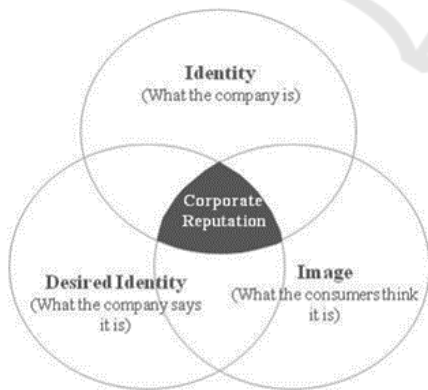 Identity
(What the company is)
Corporate
Reputation
Desired Identity
(What the company says
it is)
Image
(What the consumers think
it is)